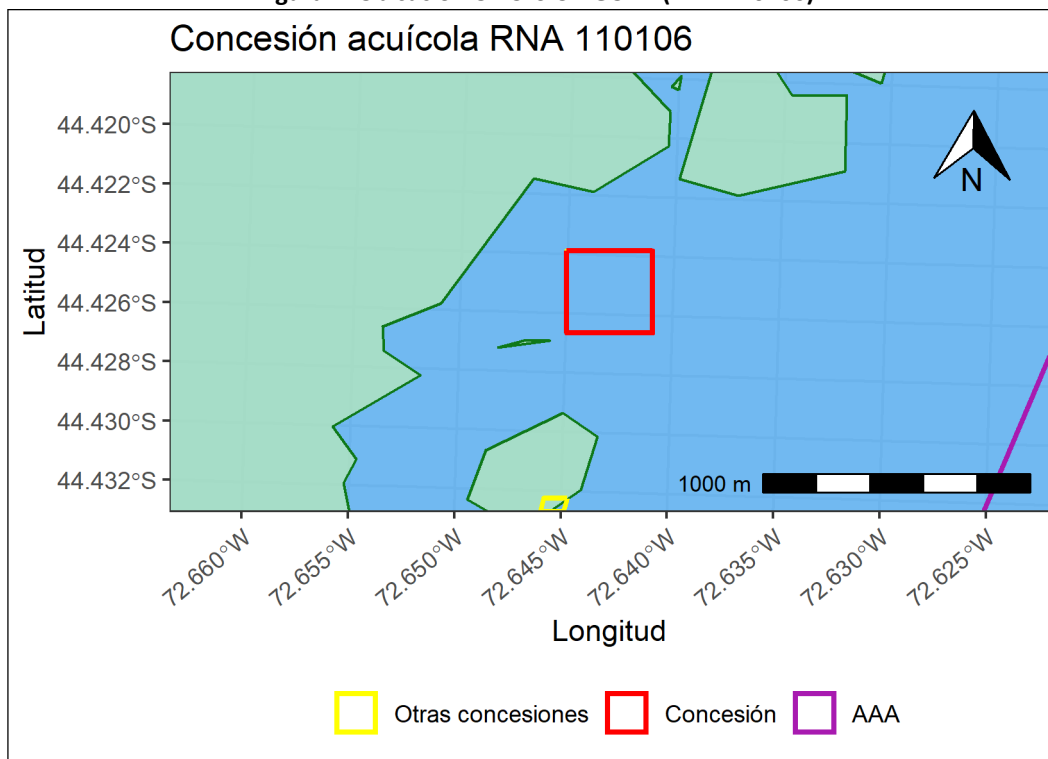 Concesión acuícola RNA 110106
44.420°S
44.422°S
44.424°S
44.426°S
44.428°S
44.430°S
44.432°S
Latitud
N
1000 m
72.660°W
72.655°W
72.650°W
72.645°W
72.640°W
72.635°W
72.630°W
72.625°W
Longitud
Otras concesiones
Concesión
AAA